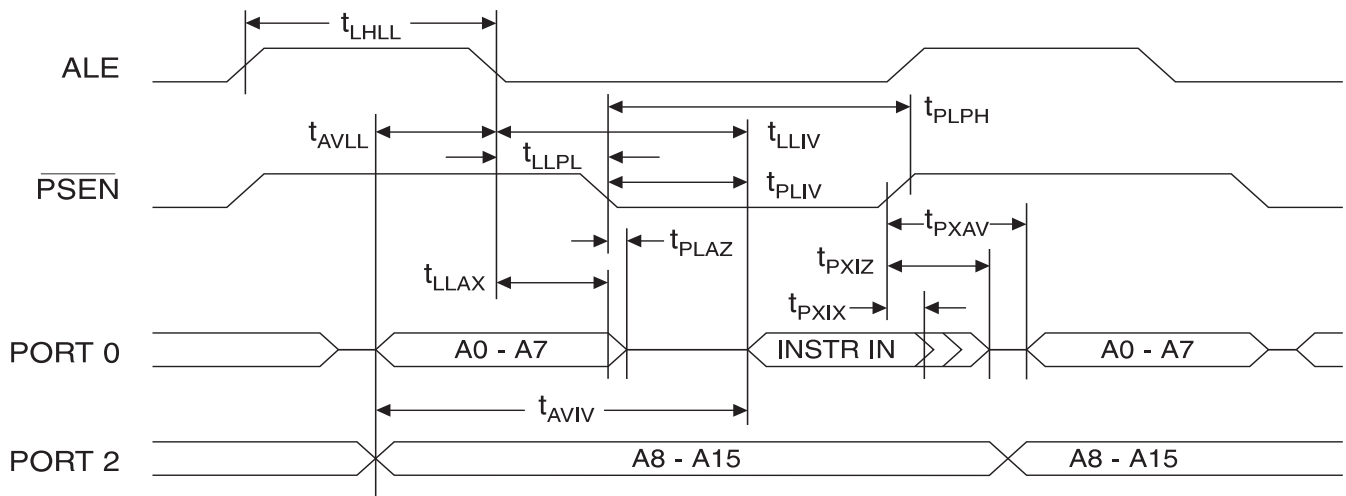 tLHLL
ALE
tPLPH
tAVLL
tLLIV
tLLPL
PSEN
tPLIV
tPXAV
tPLAZ
tPXIZ
tLLAX
tPXIX
PORT 0
A0 - A7
INSTR IN
A0 - A7
tAVIV
PORT 2
A8 - A15
A8 - A15